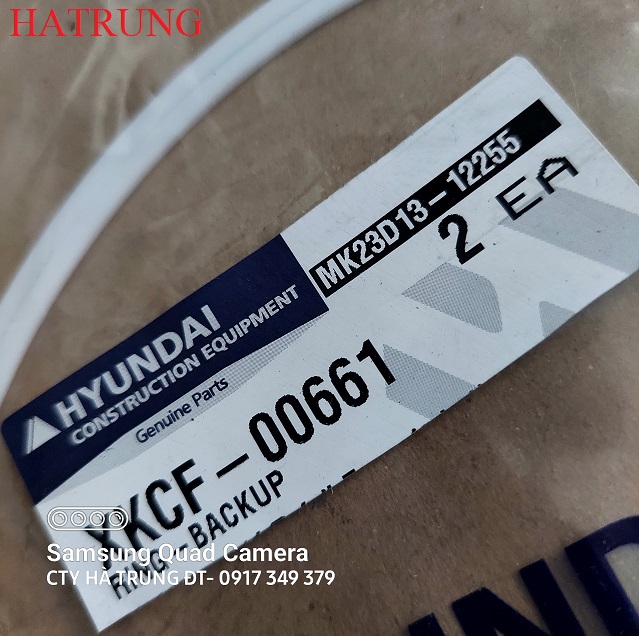 HATRUNG
MK23D13-12255
2 EA
HYUNDAI
CONSTRUCTION EQUIPMENT
Genuine Parts
XKCF-00661
RING-BACKUP
Samsung Quad Camera
CTY HÀ TRUNG ĐT- 0917 349 379